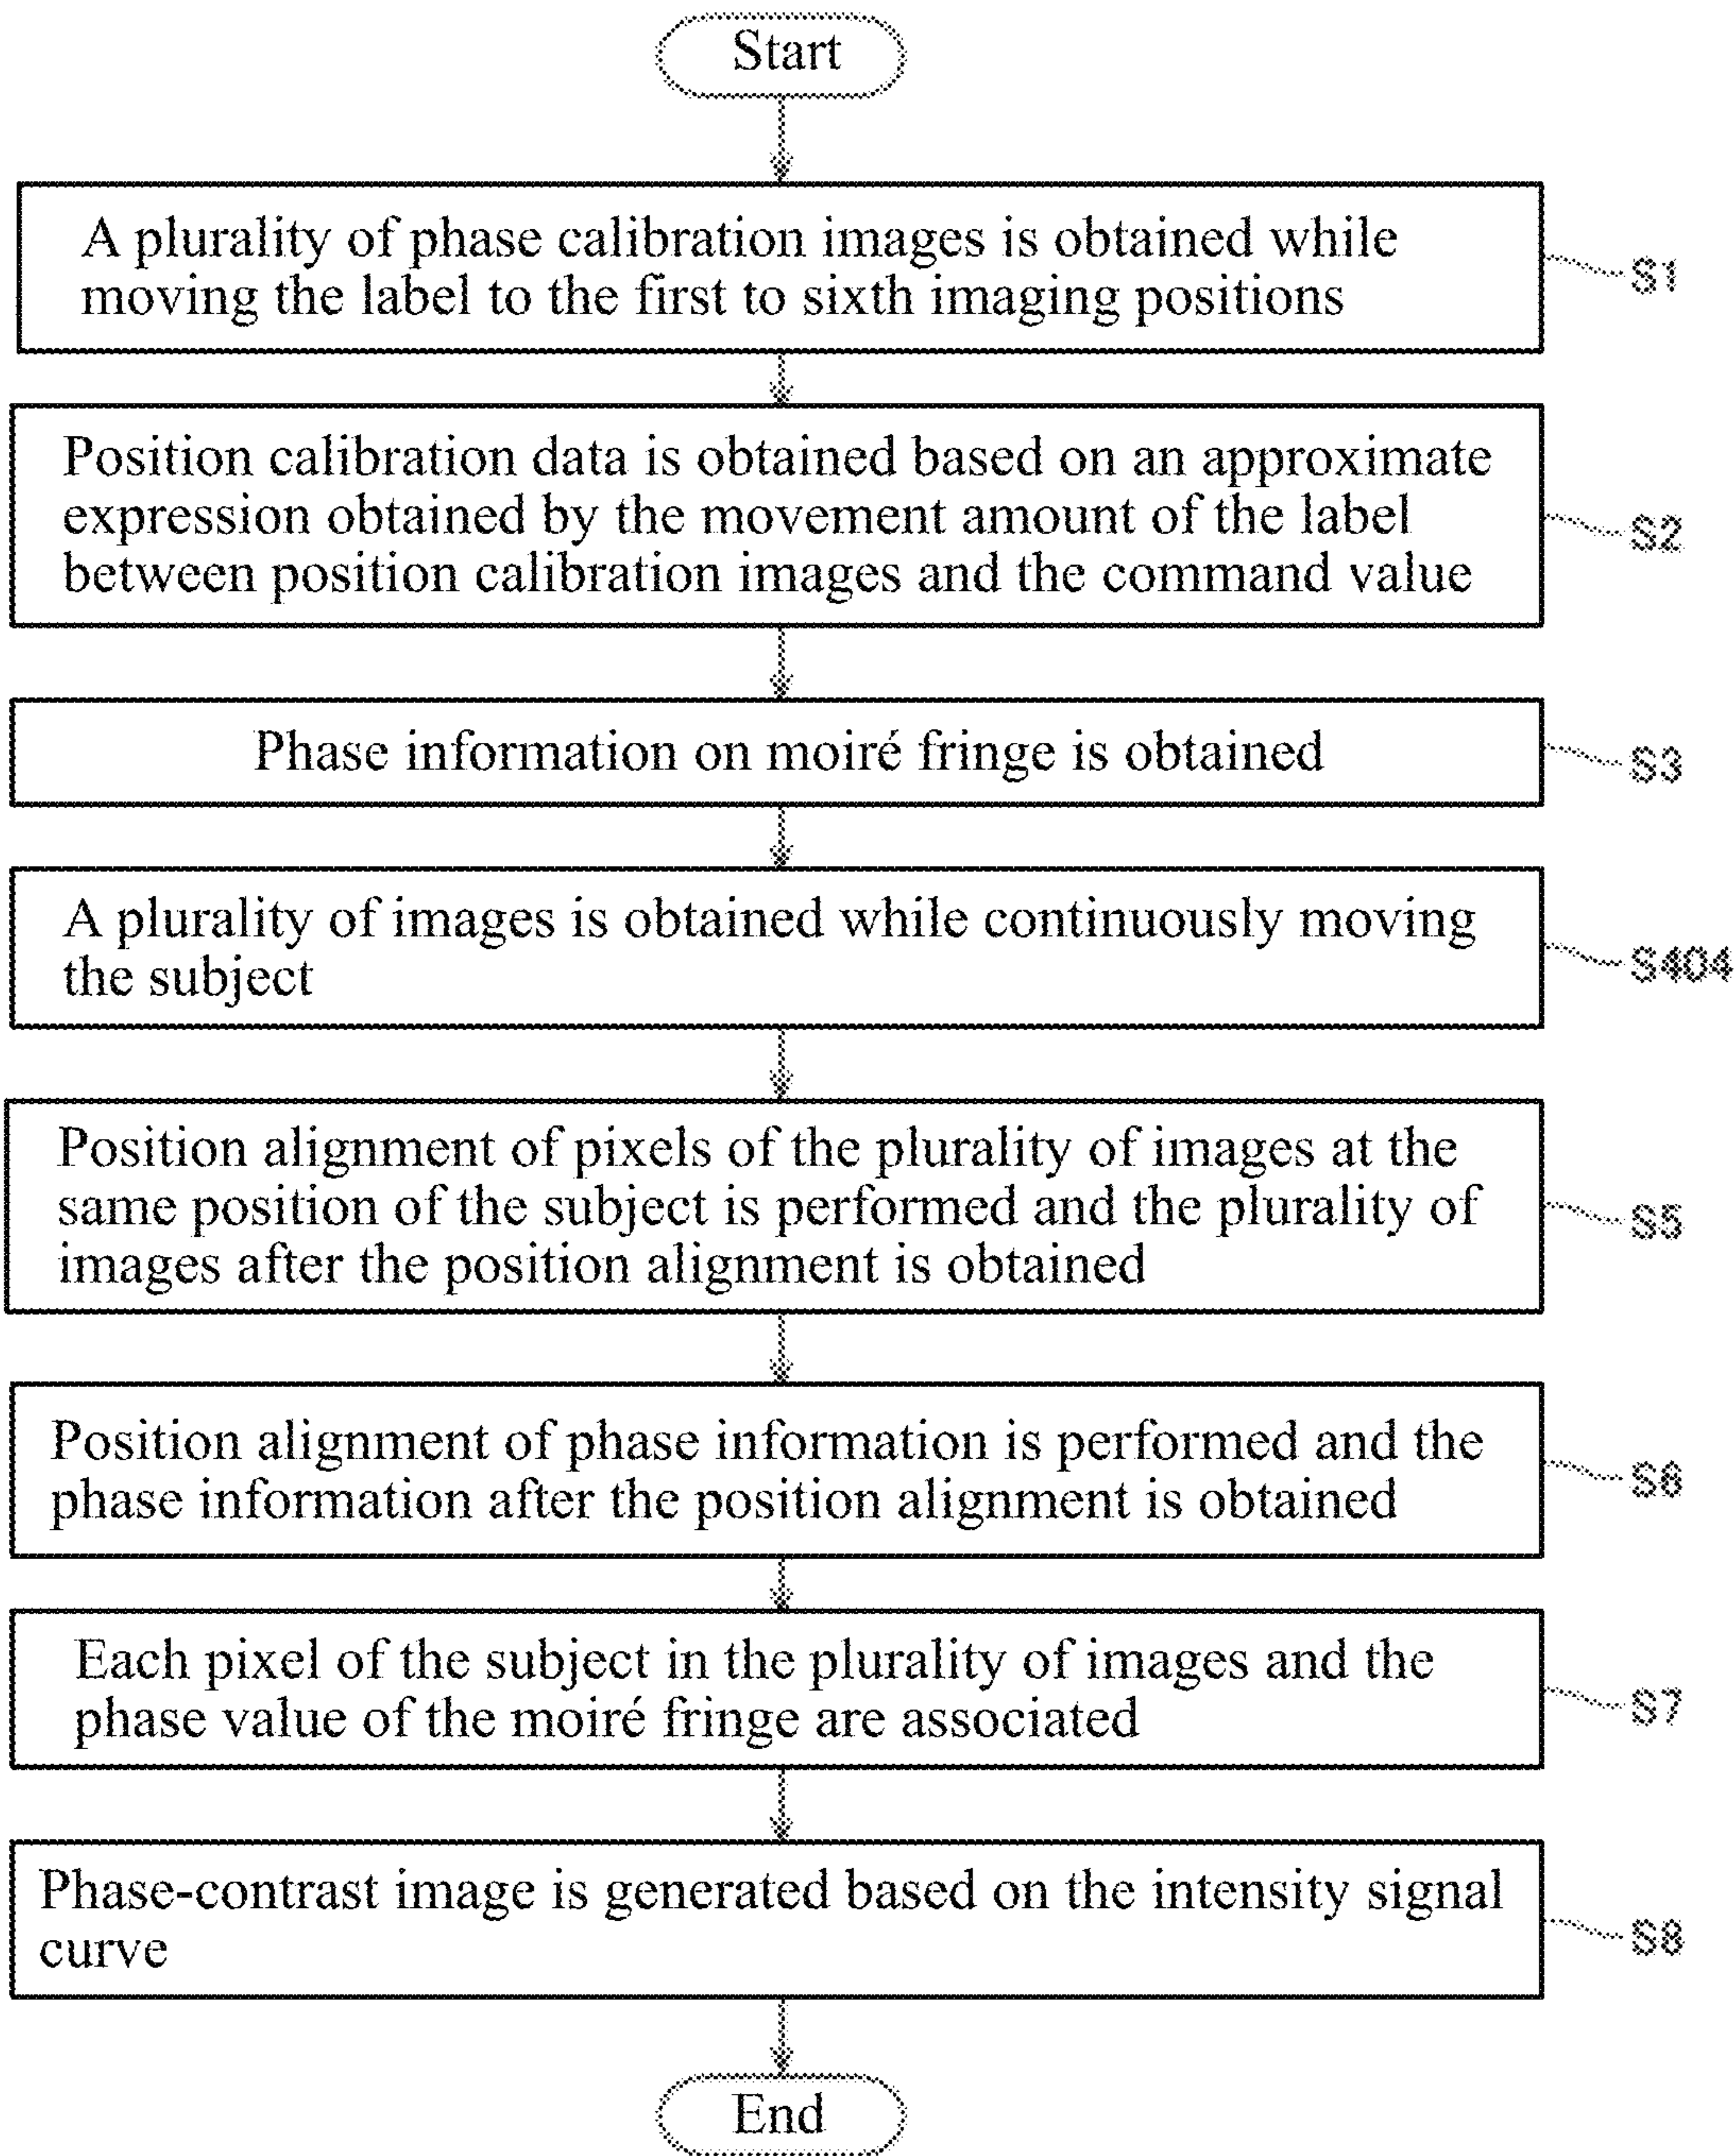 Start
A plurality of phase calibration images is obtained while
moving the label to the first to sixth imaging positions
S1
Position calibration data is obtained based on an approximate
expression obtained by the movement amount of the label
between position calibration images and the command value
S2
Phase information on moiré fringe is obtained
S3
A plurality of images is obtained while continuously moving
the subject
S404
Position alignment of pixels of the plurality of images at the
same position of the subject is performed and the plurality of
images after the position alignment is obtained
S5
Position alignment of phase information is performed and the
phase information after the position alignment is obtained
S6
Each pixel of the subject in the plurality of images and the
phase value of the moiré fringe are associated
S7
Phase-contrast image is generated based on the intensity signal
curve
S8
End